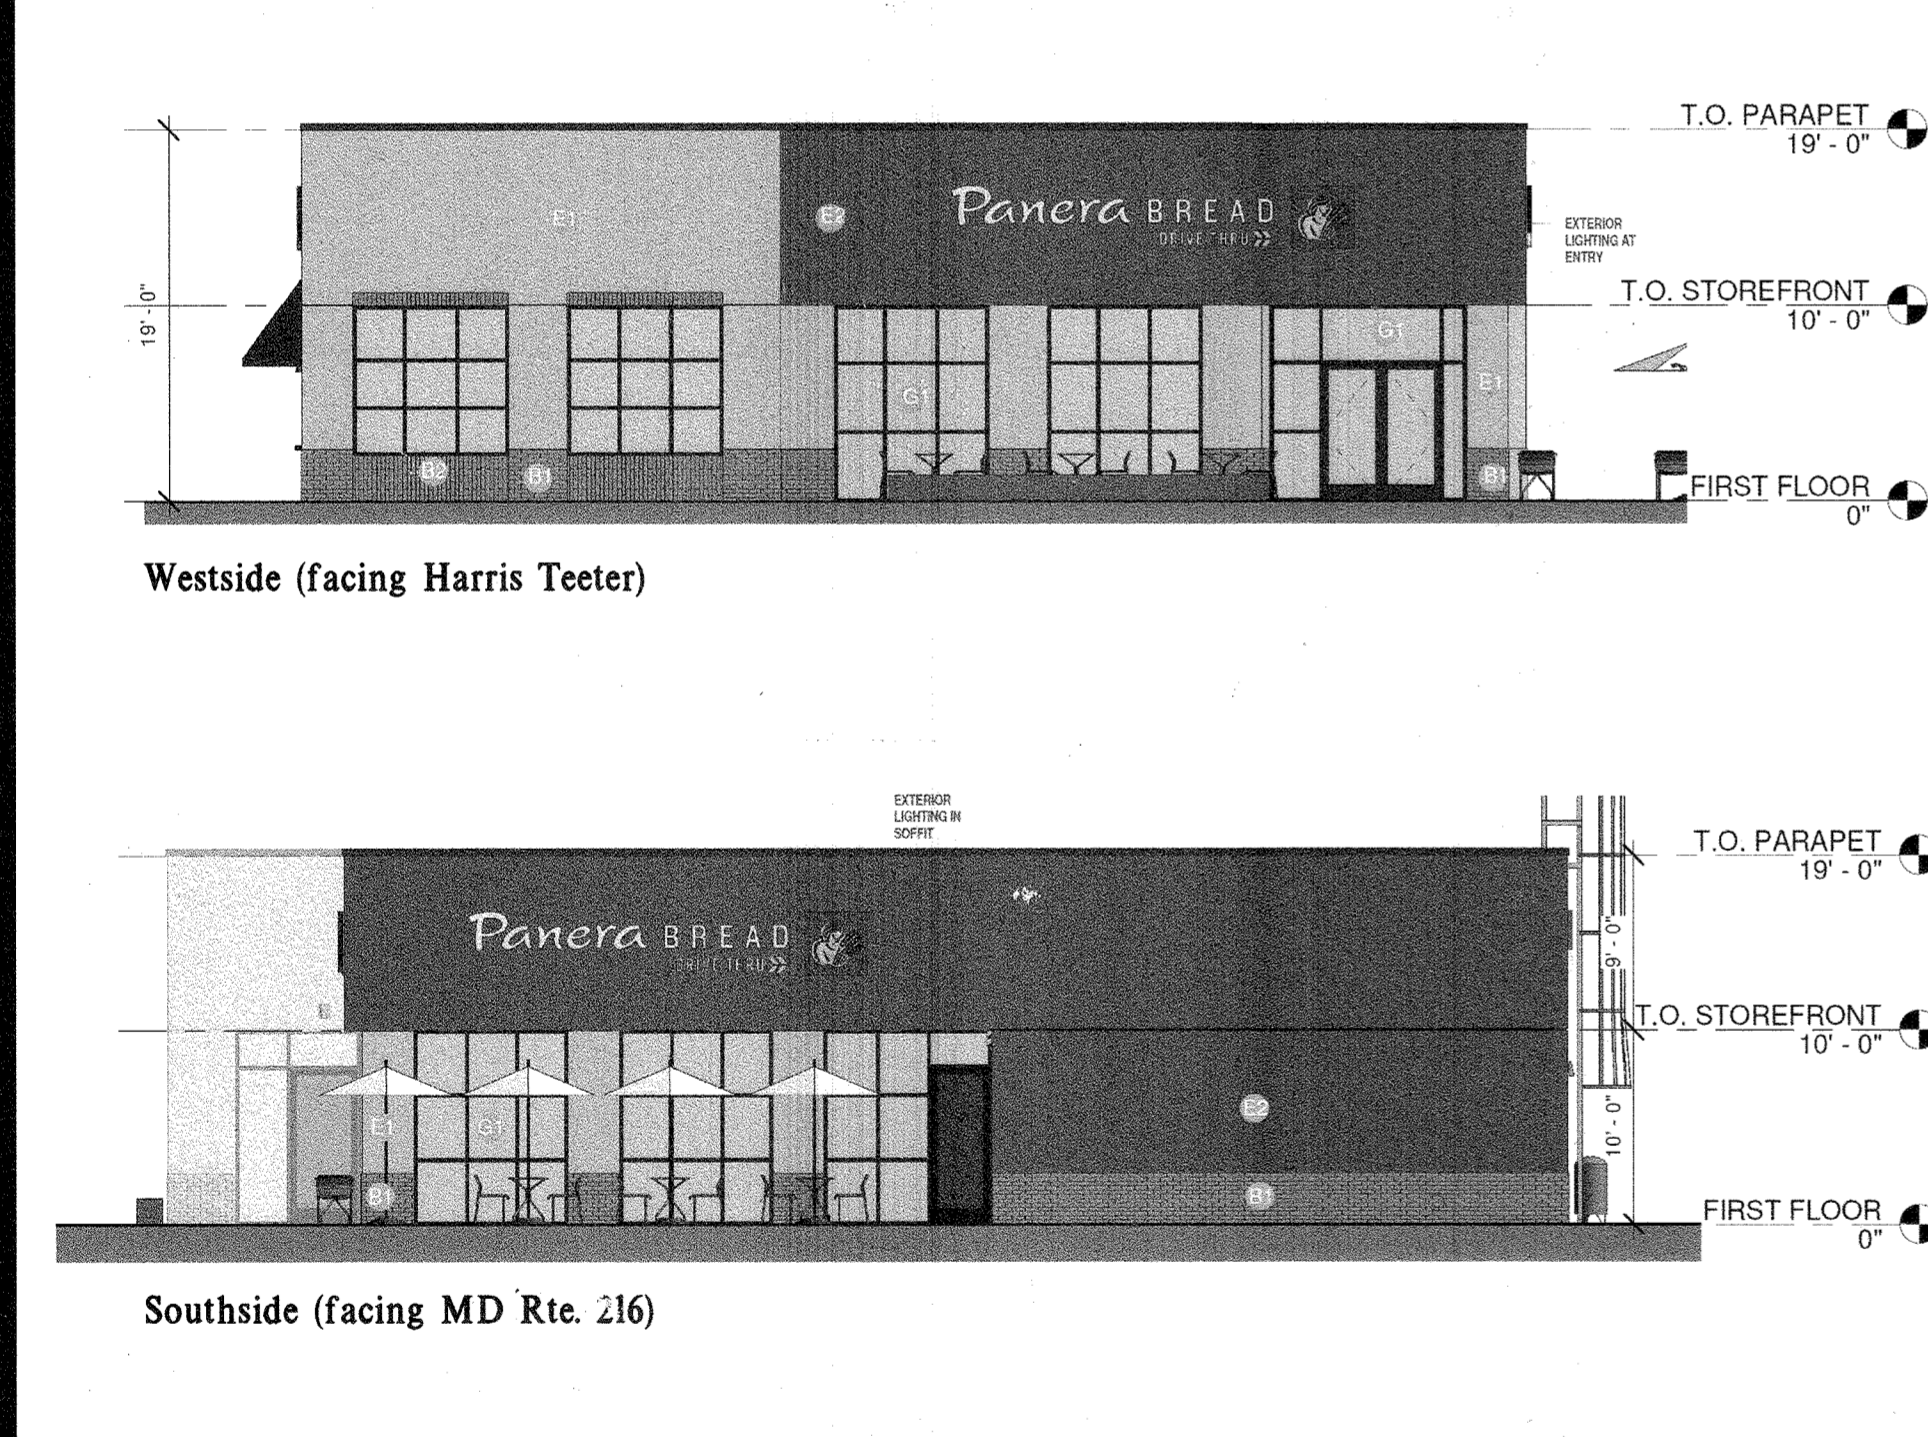 T.O. PARAPET
19' - 0"
E1
E2
Panera BREAD
DRIVE THRU
EXTERIOR
LIGHTING AT
ENTRY
19' - 0"
T.O. STOREFRONT
10' - 0"
G1
G1
E1
B2
B1
B1
FIRST FLOOR
0"
Westside (facing Harris Teeter)
EXTERIOR
LIGHTING IN
SOFFIT
T.O. PARAPET
19' - 0"
Panera BREAD
DRIVE THRU
9' - 0"
T.O. STOREFRONT
10' - 0"
E2
E1
G1
10' - 0"
B1
B1
FIRST FLOOR
0"
Southside (facing MD Rte. 216)